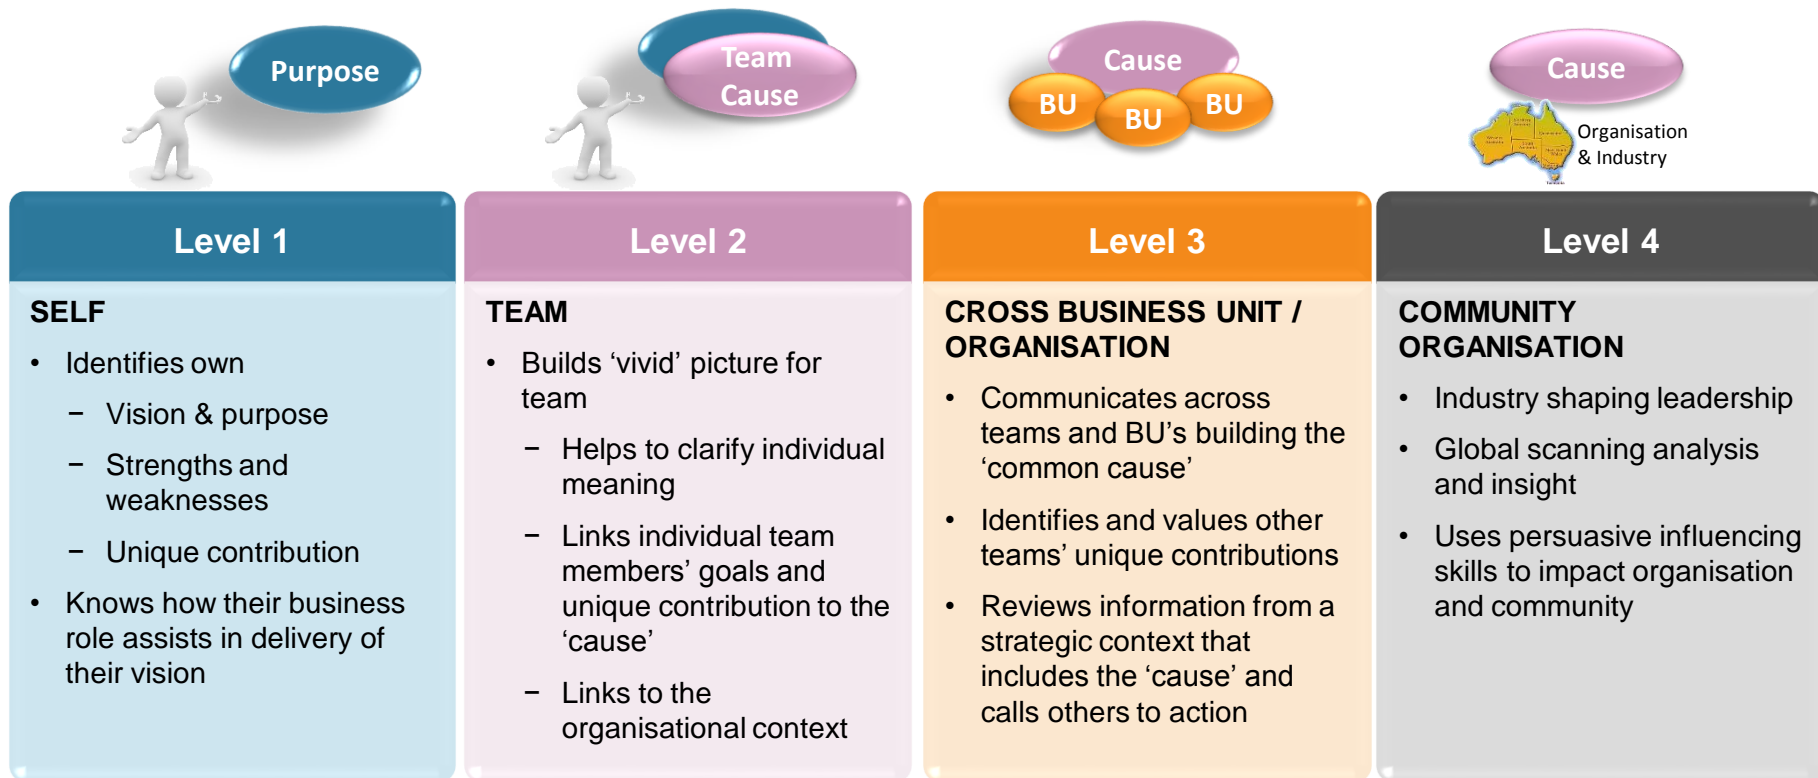 Purpose
Team
Cause
Cause
BU
BU
BU
Cause
Organisation
& Industry
Level 1
SELF
• Identifies own
− Vision & purpose
− Strengths and
weaknesses
− Unique contribution
• Knows how their business
role assists in delivery of
their vision
Level 2
TEAM
• Builds ‘vivid’ picture for
team
− Helps to clarify individual
meaning
− Links individual team
members’ goals and
unique contribution to the
‘cause’
− Links to the
organisational context
Level 3
CROSS BUSINESS UNIT /
ORGANISATION
• Communicates across
teams and BU’s building the
‘common cause’
• Identifies and values other
teams’ unique contributions
• Reviews information from a
strategic context that
includes the ‘cause’ and
calls others to action
Level 4
COMMUNITY
ORGANISATION
• Industry shaping leadership
• Global scanning analysis
and insight
• Uses persuasive influencing
skills to impact organisation
and community